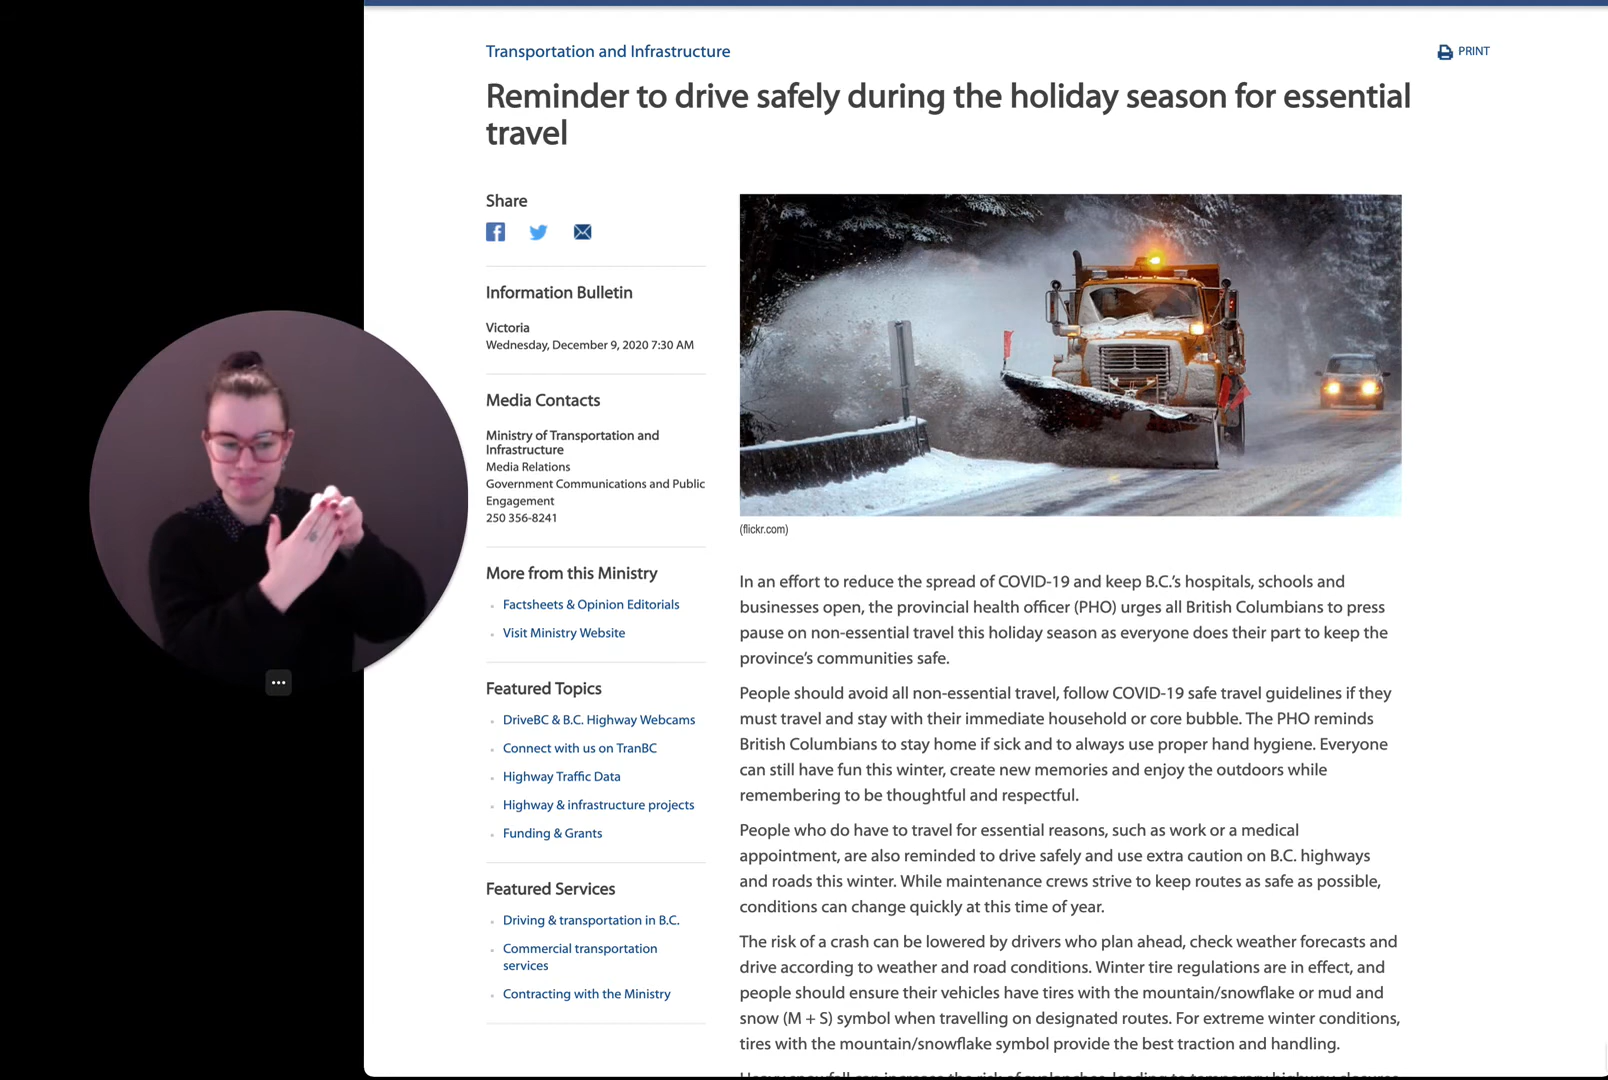 Transportation and Infrastructure
PRINT
Reminder to drive safely during the holiday season for essential
travel
Share
Information Bulletin
Victoria
Wednesday, December 9, 2020 7:30 AM
Media Contacts
Ministry of Transportation and
Infrastructure
Media Relations
Government Communications and Public
Engagement
250 356-8241
More from this Ministry
Factsheets & Opinion Editorials
Visit Ministry Website
Featured Topics
DriveBC & B.C. Highway Webcams
Connect with us on TranBC
Highway Traffic Data
Highway & infrastructure projects
Funding & Grants
Featured Services
Driving & transportation in B.C.
Commercial transportation
services
Contracting with the Ministry
(flickr.com)
In an effort to reduce the spread of COVID-19 and keep B.C.’s hospitals, schools and
businesses open, the provincial health officer (PHO) urges all British Columbians to press
pause on non-essential travel this holiday season as everyone does their part to keep the
province’s communities safe.
People should avoid all non-essential travel, follow COVID-19 safe travel guidelines if they
must travel and stay with their immediate household or core bubble. The PHO reminds
British Columbians to stay home if sick and to always use proper hand hygiene. Everyone
can still have fun this winter, create new memories and enjoy the outdoors while
remembering to be thoughtful and respectful.
People who do have to travel for essential reasons, such as work or a medical
appointment, are also reminded to drive safely and use extra caution on B.C. highways
and roads this winter. While maintenance crews strive to keep routes as safe as possible,
conditions can change quickly at this time of year.
The risk of a crash can be lowered by drivers who plan ahead, check weather forecasts and
drive according to weather and road conditions. Winter tire regulations are in effect, and
people should ensure their vehicles have tires with the mountain/snowflake or mud and
snow (M + S) symbol when travelling on designated routes. For extreme winter conditions,
tires with the mountain/snowflake symbol provide the best traction and handling.